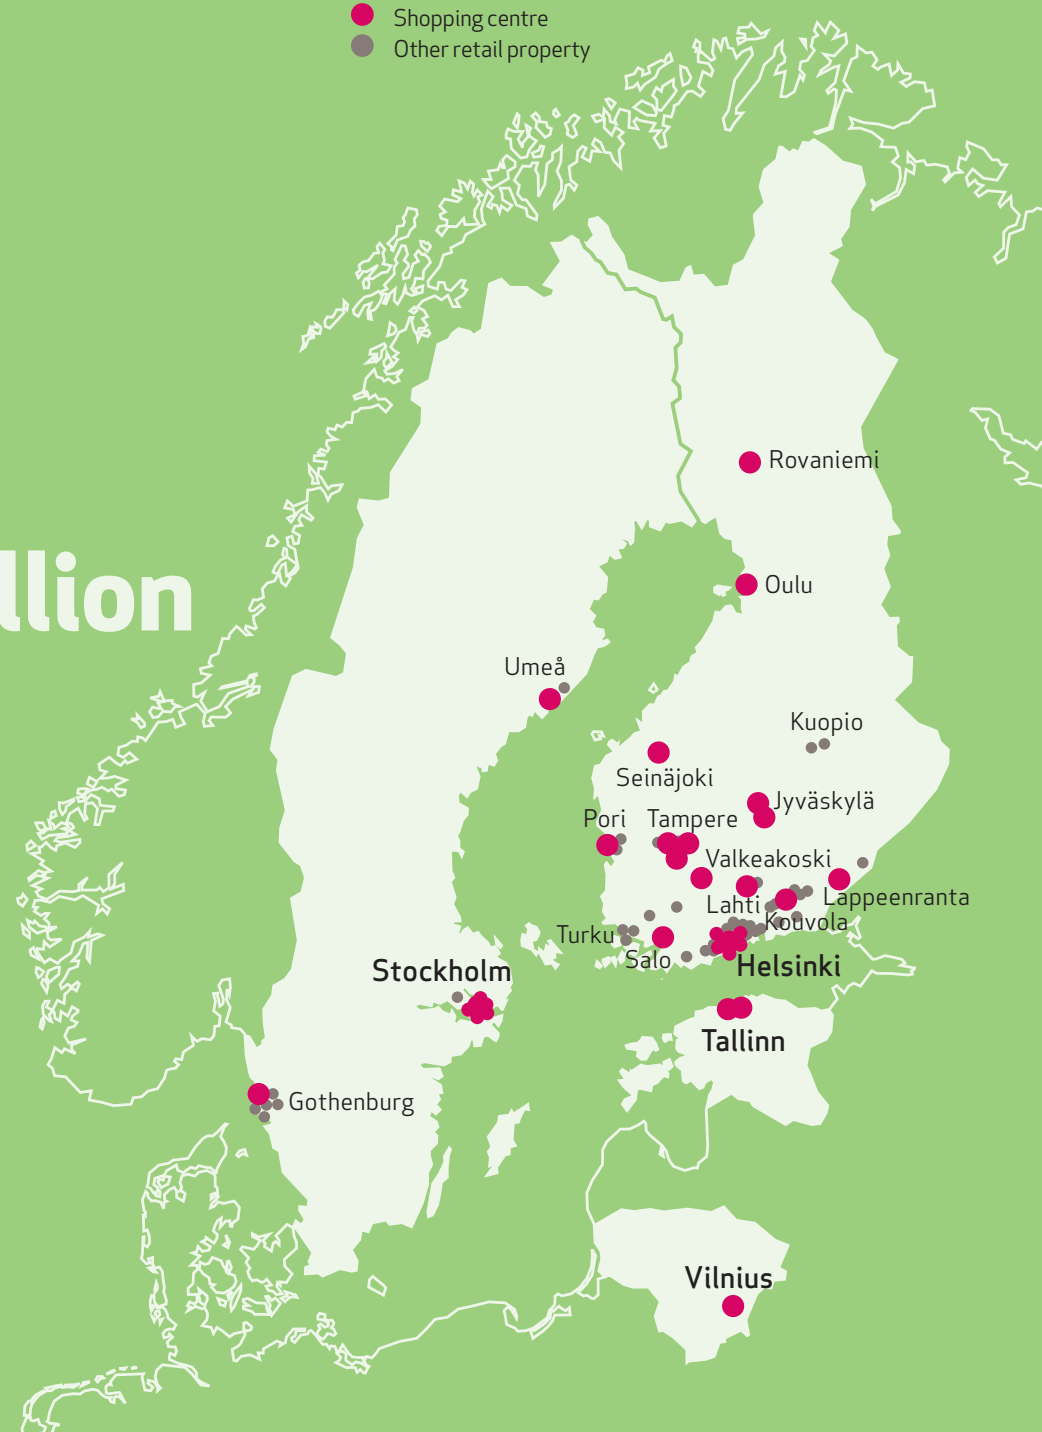 Shopping centre
Other retail property
Rovaniemi
llion
Oulu
Umeå
Kuopio
Seinäjoki
Jyväskylä
Pori
Tampere
Valkeakoski
Lappeenranta
Lahti
Kouvola
Turku
Salo
Helsinki
Stockholm
Tallinn
Gothenburg
Vilnius